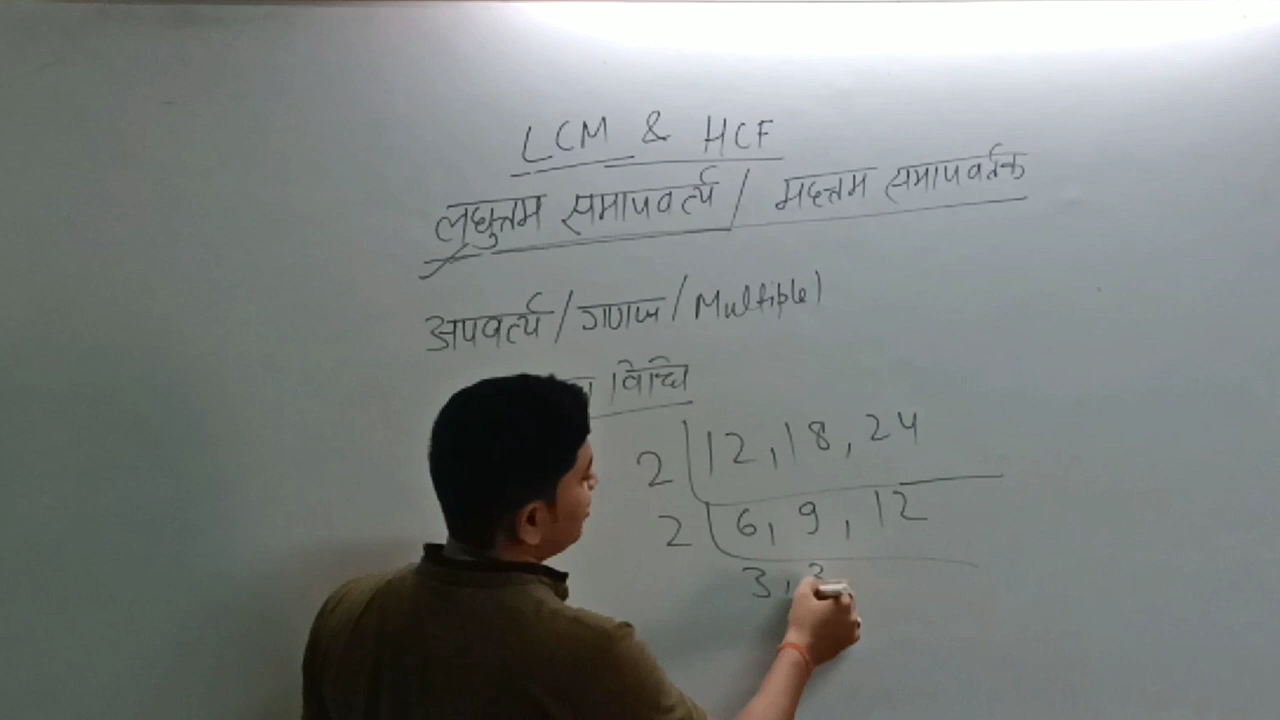 LCM & HCF
लघुत्तम समापवर्त्य / महत्तम समापवर्तक
अपवर्त्य / गुणज / Multiple)
विधि
2 12, 18, 24
2 6, 9, 12
3,